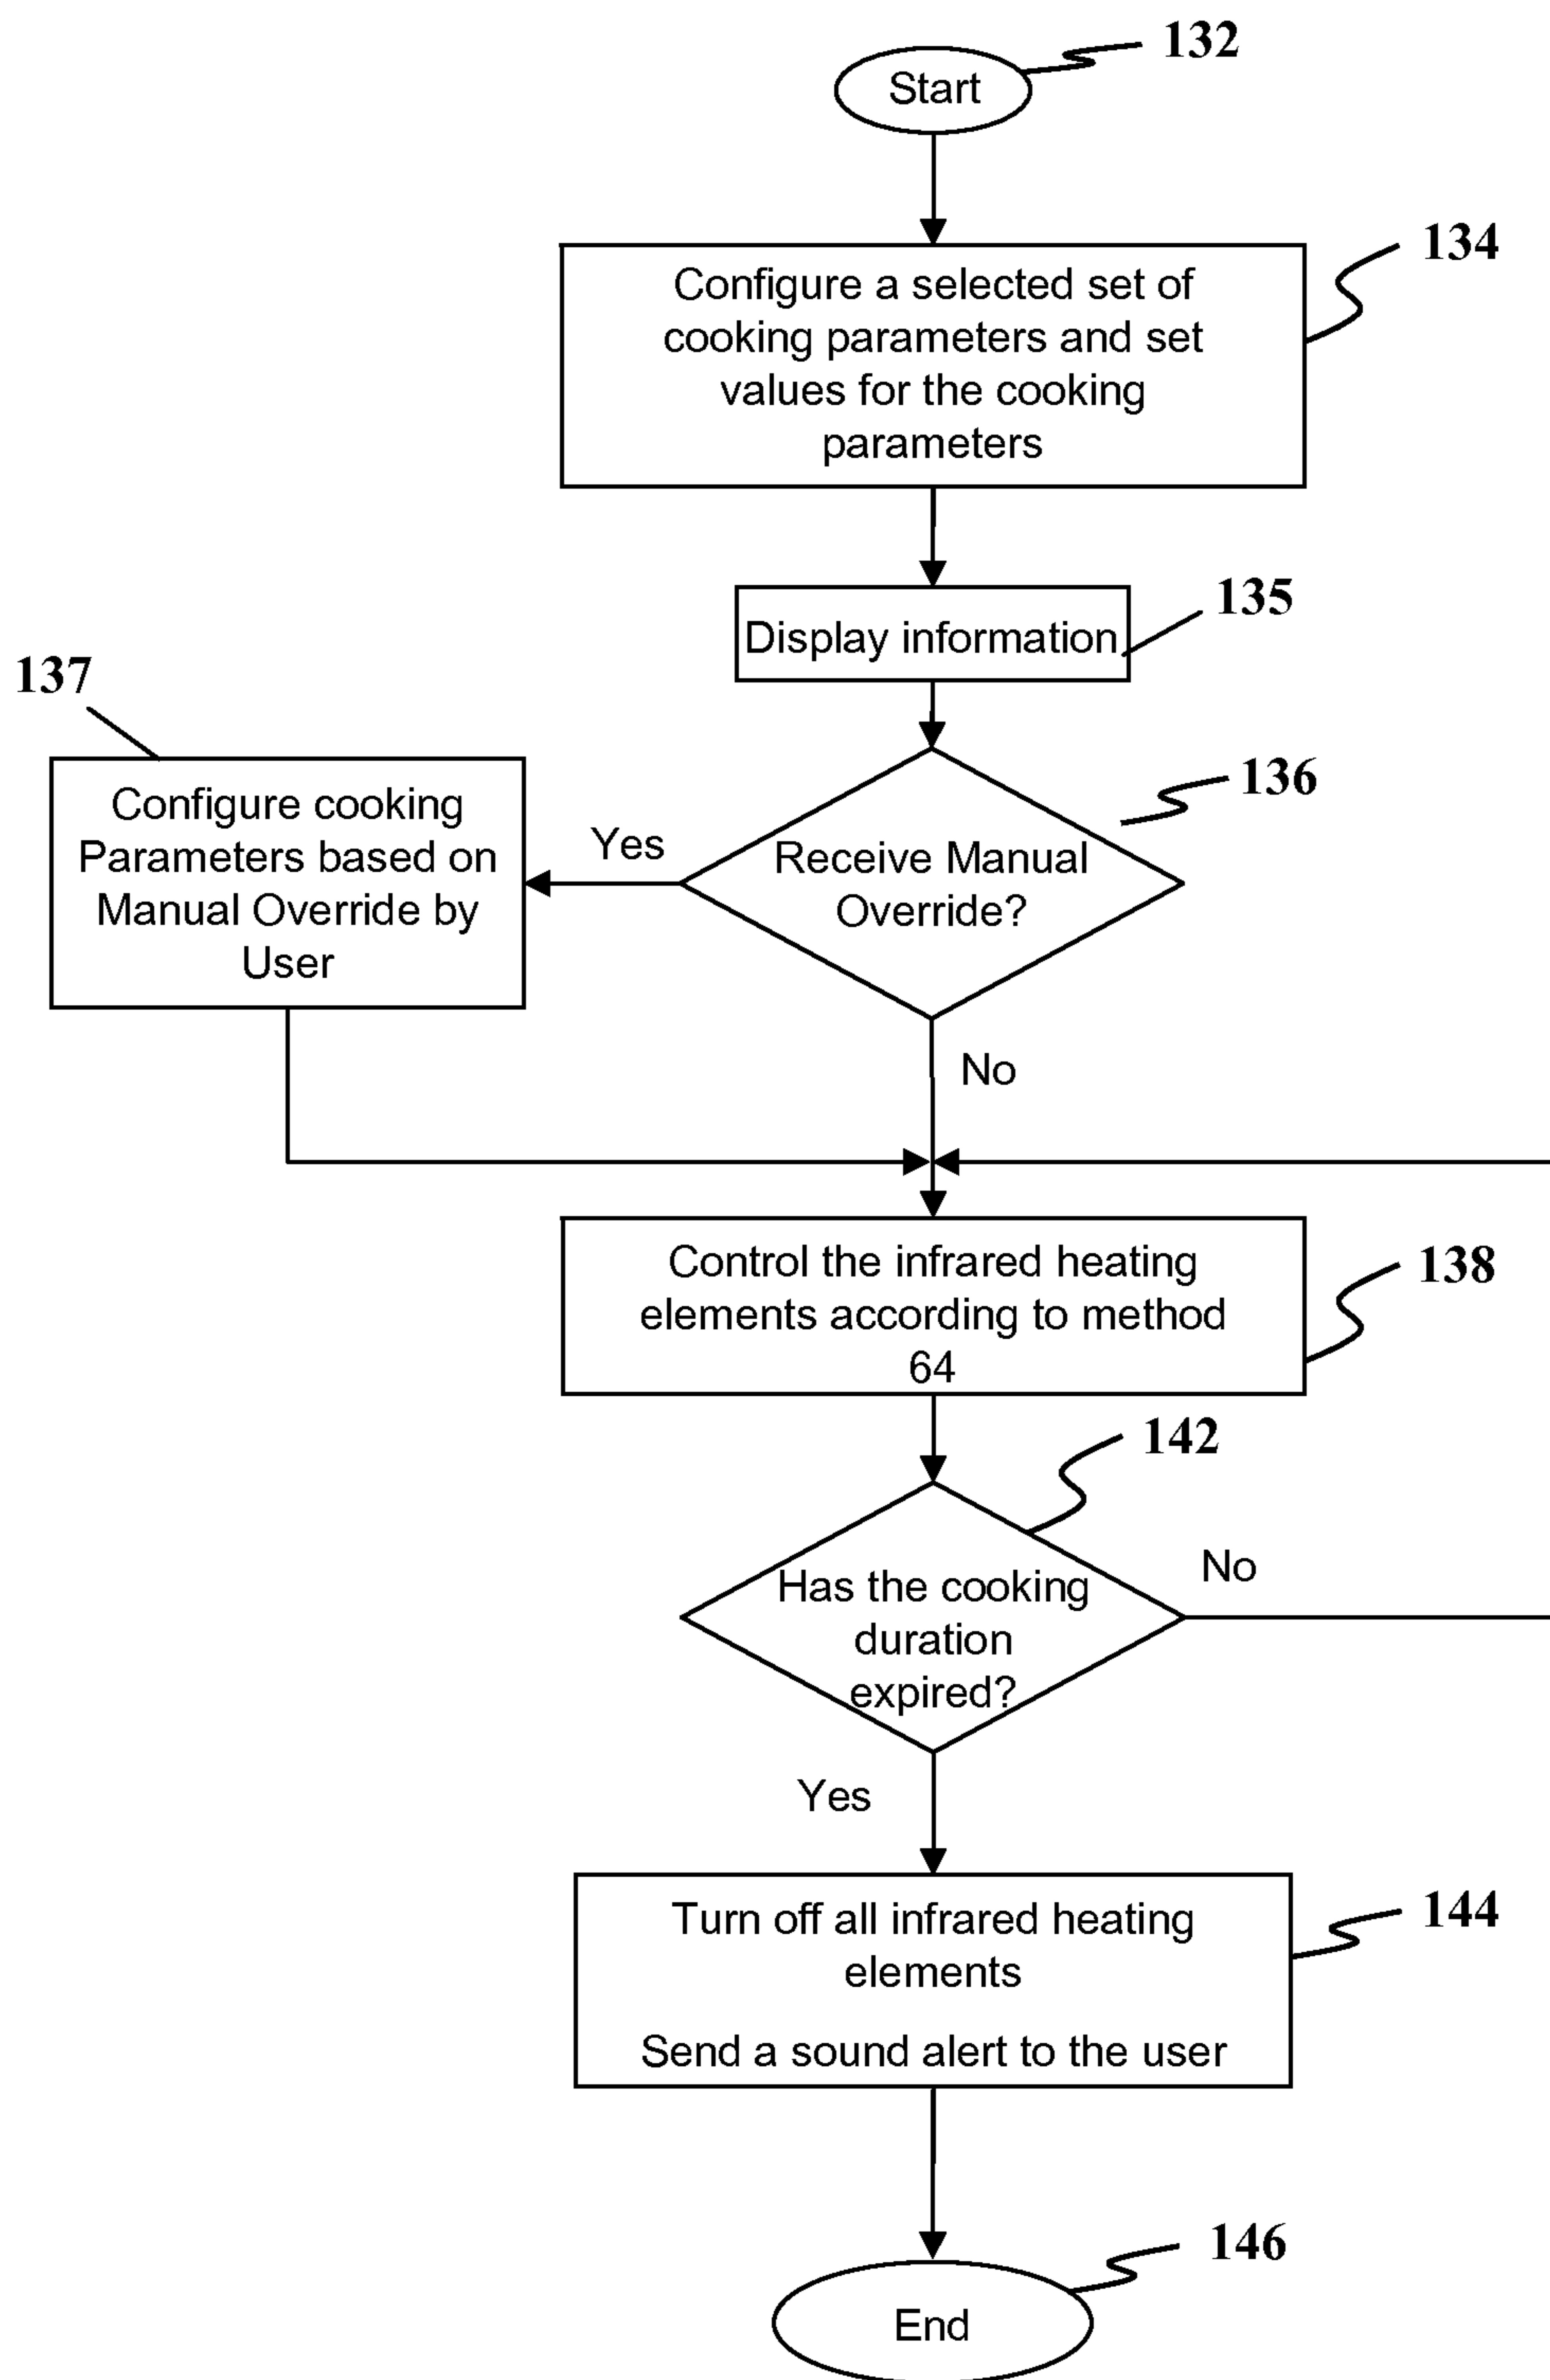 132
Start
134
Configure a selected set of
cooking parameters and set
values for the cooking
parameters
135
Display information
137
136
Configure cooking
Parameters based on
Manual Override by
User
Yes
Receive Manual
Override?
No
138
Control the infrared heating
elements according to method
64
142
No
Has the cooking
duration
expired?
Yes
144
Turn off all infrared heating
elements
Send a sound alert to the user
146
End